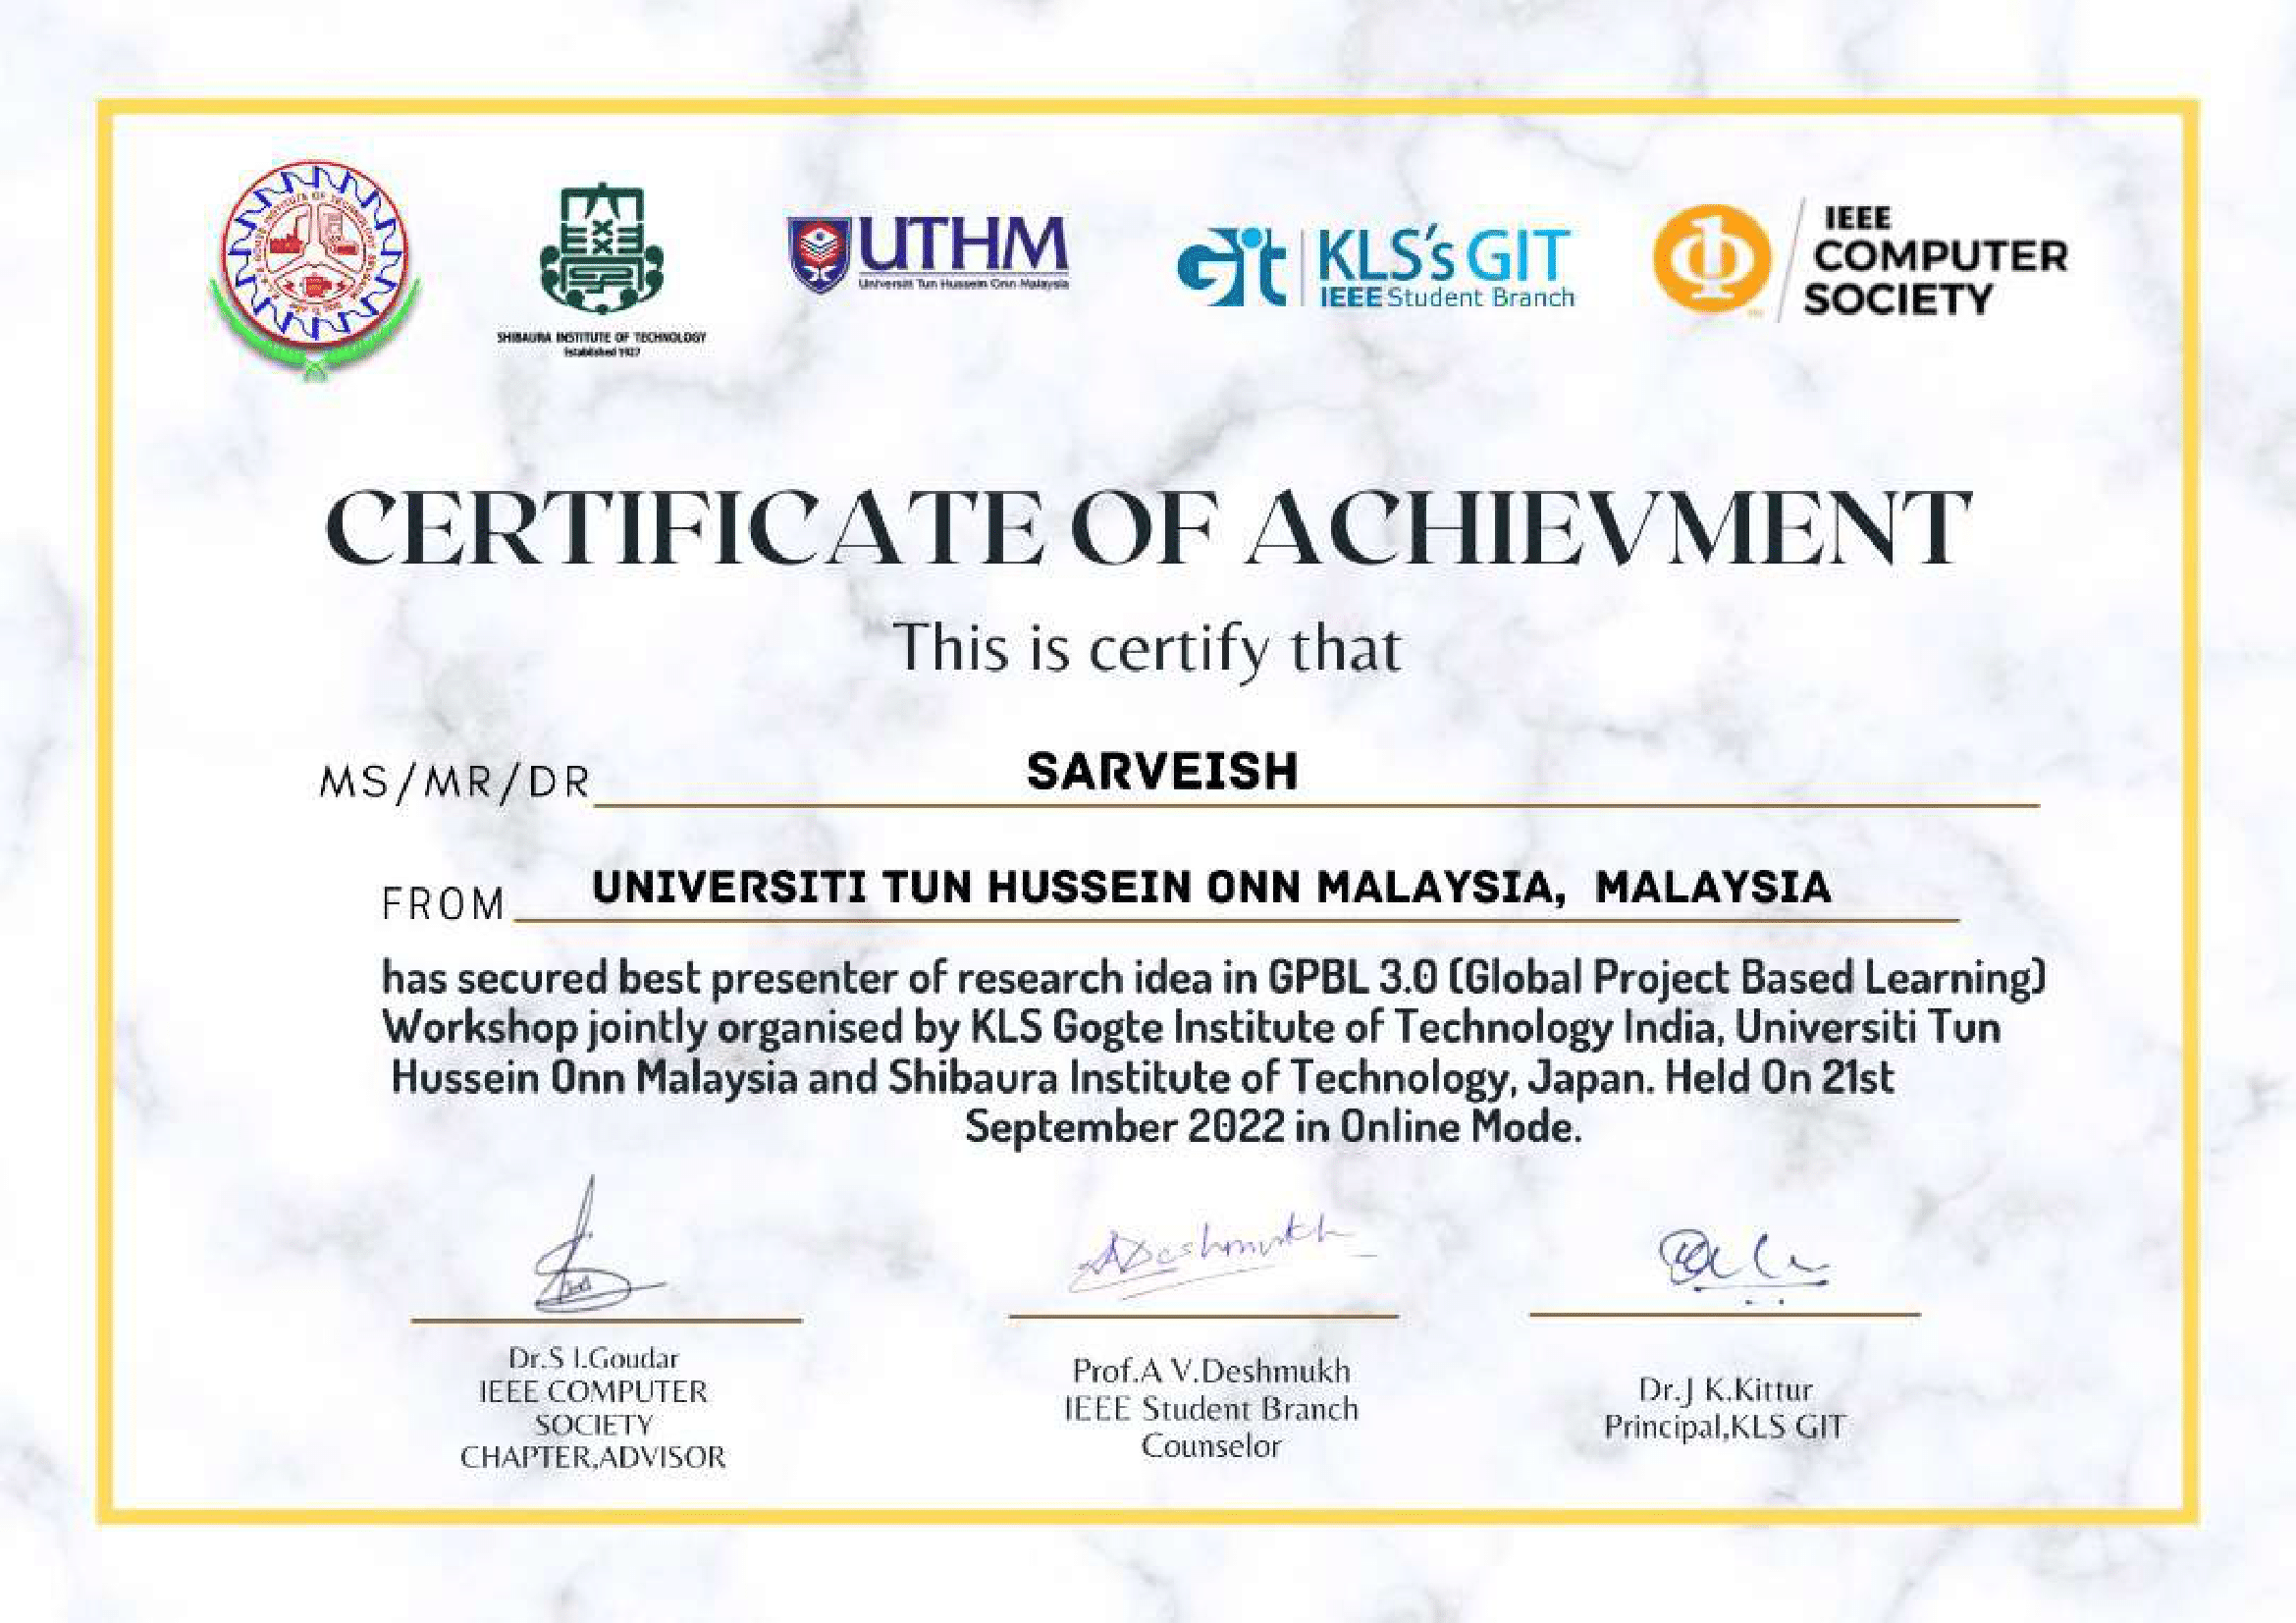 SHIBAURA INSTITUTE OF TECHNOLOGY
Established 1927
UTHM
Universiti Tun Hussein Onn Malaysia
git KLS's GIT
IEEE Student Branch
IEEE
COMPUTER
SOCIETY
CERTIFICATE OF ACHIEVMENT
This is certify that
MS/MR/DR SARVEISH
FROM UNIVERSITI TUN HUSSEIN ONN MALAYSIA, MALAYSIA
has secured best presenter of research idea in GPBL 3.0 (Global Project Based Learning)
Workshop jointly organised by KLS Gogte Institute of Technology India, Universiti Tun
Hussein Onn Malaysia and Shibaura Institute of Technology, Japan. Held On 21st
September 2022 in Online Mode.
ADeshmukh
Dr.S I.Goudar
IEEE COMPUTER
SOCIETY
CHAPTER,ADVISOR
Prof.A V.Deshmukh
IEEE Student Branch
Counselor
Dr.J K.Kittur
Principal,KLS GIT